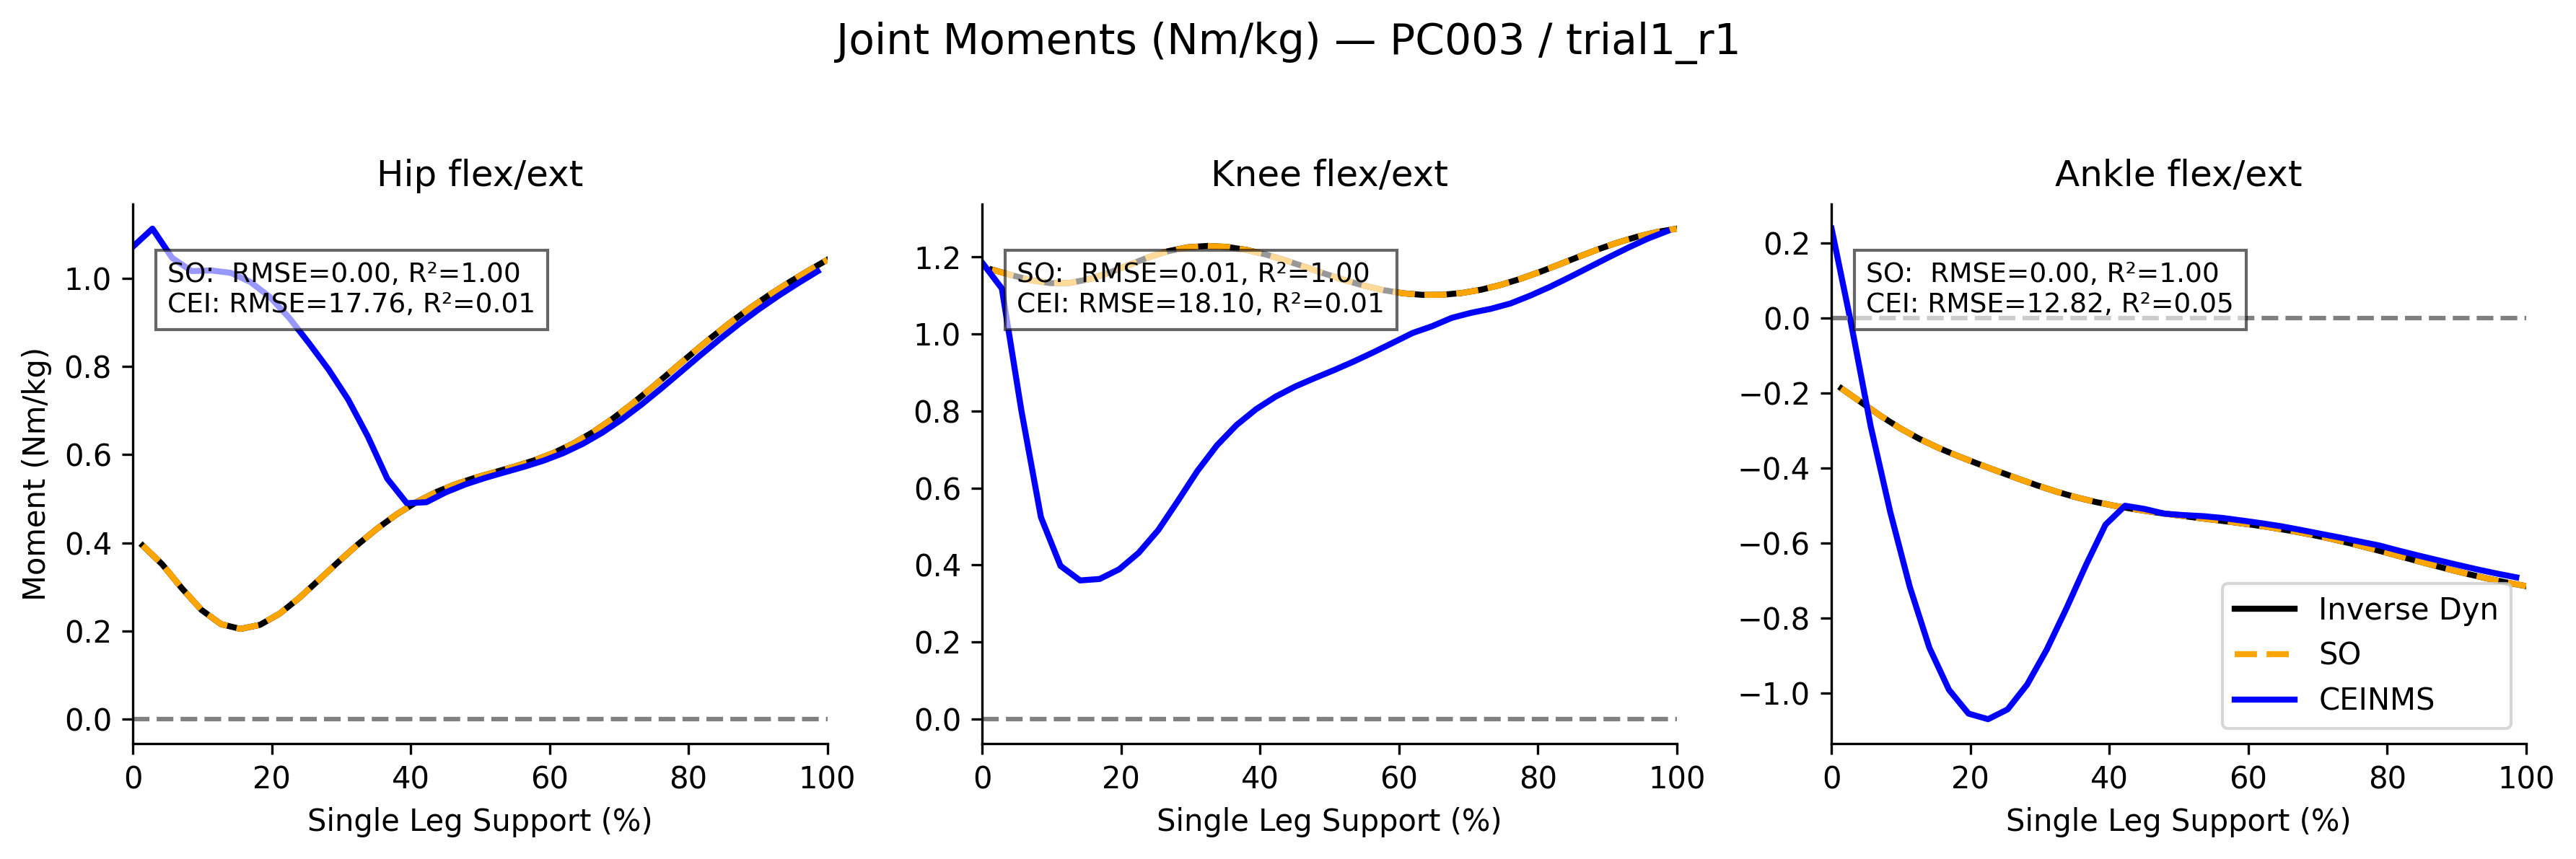 Joint Moments (Nm/kg) — PC003 / trial1_r1
Hip flex/ext
Moment (Nm/kg)
1.0
0.8
0.6
0.4
0.2
0.0
SO:  RMSE=0.00, R²=1.00
CEI: RMSE=17.76, R²=0.01
0 20 40 60 80 100
Single Leg Support (%)
Knee flex/ext
1.2
1.0
0.8
0.6
0.4
0.2
0.0
SO:  RMSE=0.01, R²=1.00
CEI: RMSE=18.10, R²=0.01
0 20 40 60 80 100
Single Leg Support (%)
Ankle flex/ext
0.2
0.0
−0.2
−0.4
−0.6
−0.8
−1.0
SO:  RMSE=0.00, R²=1.00
CEI: RMSE=12.82, R²=0.05
Inverse Dyn
SO
CEINMS
0 20 40 60 80 100
Single Leg Support (%)